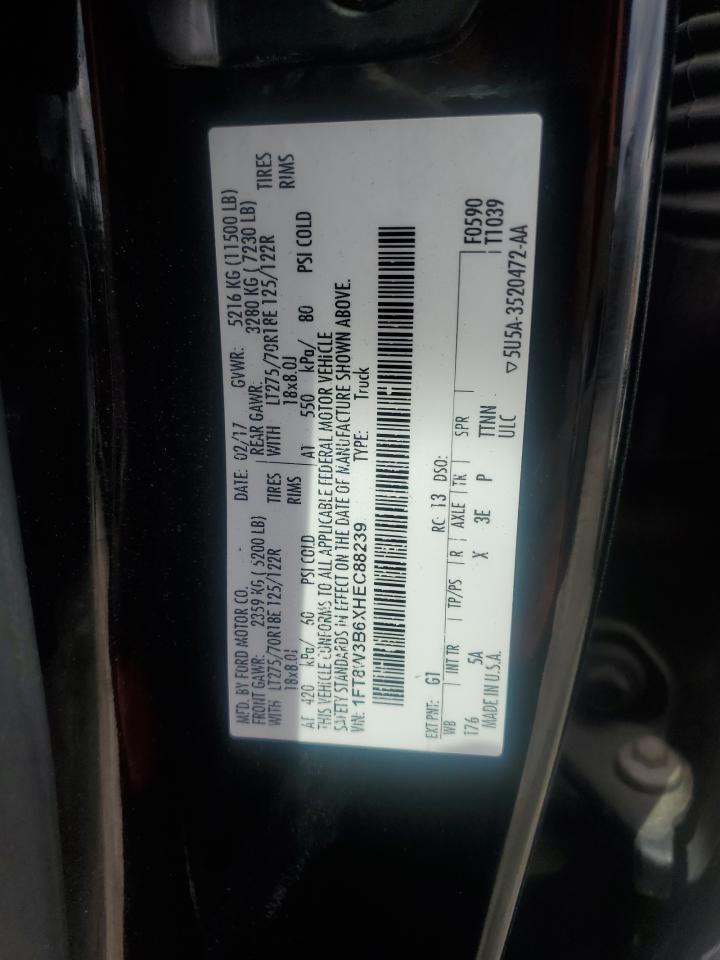 MFD. BY FORD MOTOR CO.
DATE: 02/17 GVWR: 5216 KG (11500 LB)
FRONT GAWR: 2359 KG ( 5200 LB) REAR GAWR: 3280 KG ( 7230 LB)
WITH LT275/70R18E 125/122R TIRES WITH LT275/70R18E 125/122R TIRES
18x8.0J RIMS 18x8.0J RIMS
AT 420 kPa/ 60 PSI COLD AT 550 kPa/ 80 PSI COLD
THIS VEHICLE CONFORMS TO ALL APPLICABLE FEDERAL MOTOR VEHICLE
SAFETY STANDARDS IN EFFECT ON THE DATE OF MANUFACTURE SHOWN ABOVE.
VIN: 1FT8W3B6XHEC88239 TYPE: Truck
EXT PNT: G1 RC: 13 DSO: F0590
WB INT TR TP/PS R AXLE TR SPR T1039
176 5A X 3E P TTNN
MADE IN U.S.A. ULC ▽5U5A-3520472-AA